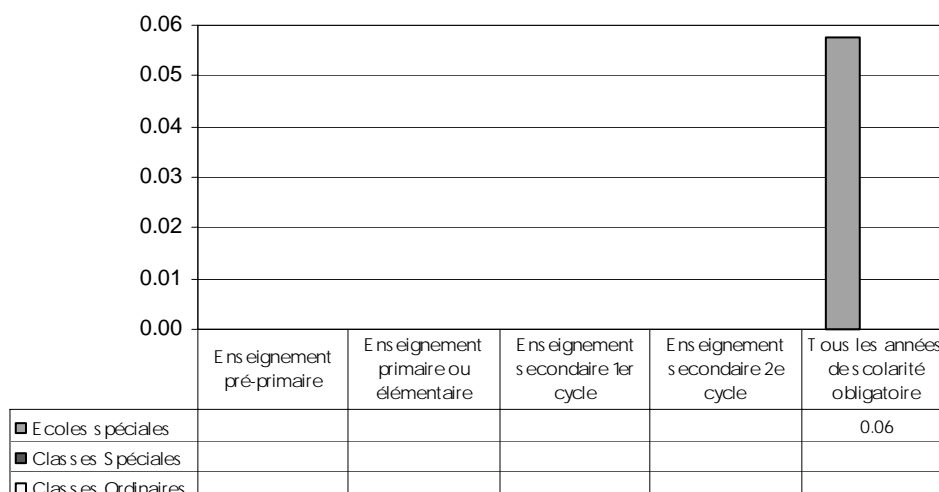 0.06
0.05
0.04
0.03
0.02
0.01
0.00
Enseignement pré-primaire
Enseignement primaire ou élémentaire
Enseignement secondaire 1er cycle
Enseignement secondaire 2e cycle
Tous les années de scolarité obligatoire
Ecoles spéciales 0.06
Classes Spéciales
Classes Ordinaires